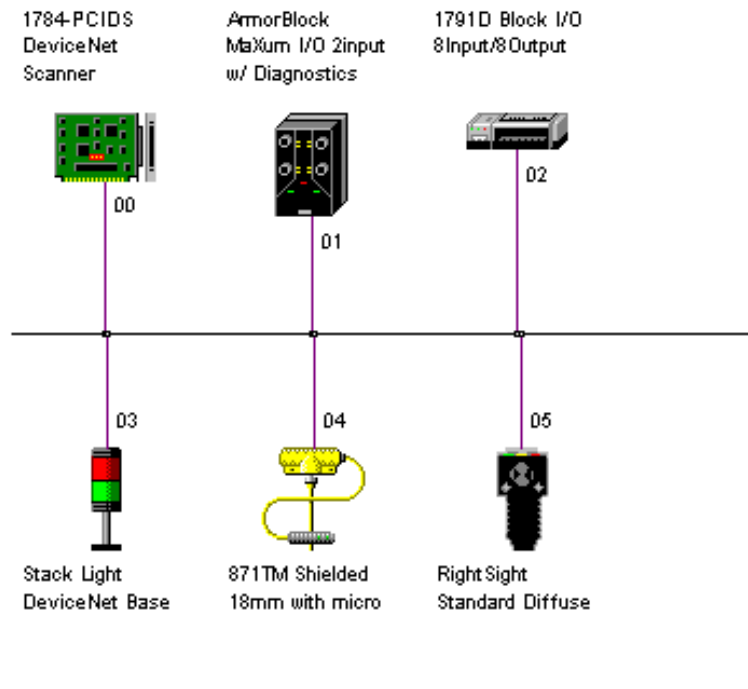 1784-PCIDS
DeviceNet
Scanner
ArmorBlock
MaXum I/O 2input
w/ Diagnostics
1791D Block I/O
8Input/8Output
00
01
02
03
04
05
Stack Light
DeviceNet Base
871TM Shielded
18mm with micro
RightSight
Standard Diffuse